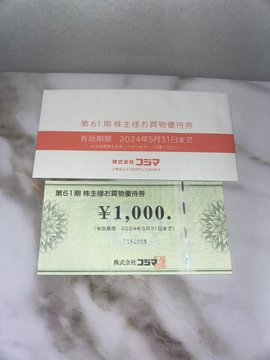 第61期 株主様お買物優待券
有効期限 2024年5月31日まで
株式会社コジマ
第61期 株主様お買物優待券
￥1,000.
(有効期限 2024年5月31日まで)
株式会社コジマ